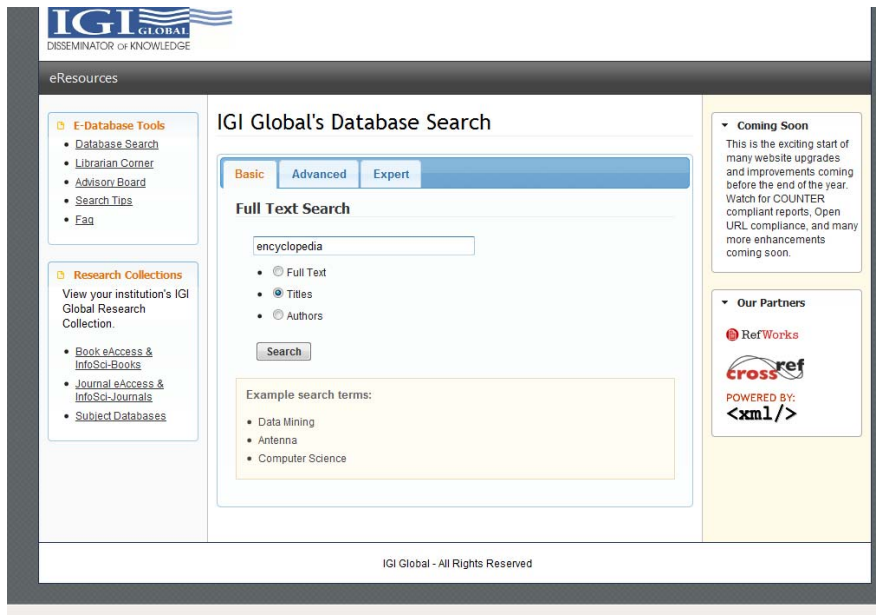 IGI GLOBAL
DISSEMINATOR OF KNOWLEDGE
eResources
E-Database Tools
Database Search
Librarian Corner
Advisory Board
Search Tips
Faq
Research Collections
View your institution's IGI
Global Research
Collection.
Book eAccess &
InfoSci-Books
Journal eAccess &
InfoSci-Journals
Subject Databases
IGI Global's Database Search
Basic Advanced Expert
Full Text Search
encyclopedia
Full Text
Titles
Authors
Search
Example search terms:
Data Mining
Antenna
Computer Science
Coming Soon
This is the exciting start of
many website upgrades
and improvements coming
before the end of the year.
Watch for COUNTER
compliant reports, Open
URL compliance, and many
more enhancements
coming soon.
Our Partners
RefWorks
crossref
POWERED BY:
<xml/>
IGI Global - All Rights Reserved